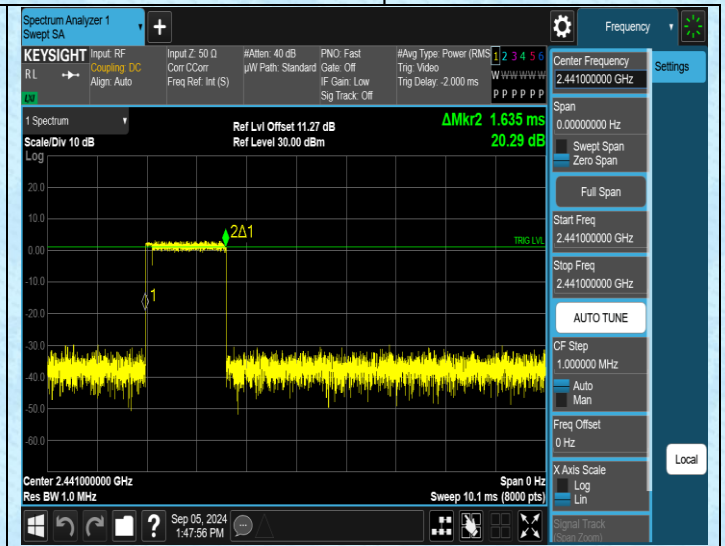 Spectrum Analyzer 1
Swept SA
+
Frequency
KEYSIGHT
RL
Input: RF
Coupling: DC
Align: Auto
Input Z: 50 Ω
Corr CCorr
Freq Ref: Int (S)
#Atten: 40 dB
µW Path: Standard
PNO: Fast
Gate: Off
IF Gain: Low
Sig Track: Off
#Avg Type: Power (RMS
Trig: Video
Trig Delay: -2.000 ms
1 2 3 4 5 6
W W W W W W
P P P P P P
1 Spectrum
Scale/Div 10 dB
Log
Ref Lvl Offset 11.27 dB
Ref Level 30.00 dBm
ΔMkr2 1.635 ms
20.29 dB
20.0
10.0
0.00
-10.0
-20.0
-30.0
-40.0
-50.0
-60.0
2Δ1
1
TRIG LVL
Center 2.441000000 GHz
Res BW 1.0 MHz
Span 0 Hz
Sweep 10.1 ms (8000 pts)
?
Sep 05, 2024
1:47:56 PM
Center Frequency
2.441000000 GHz
Span
0.00000000 Hz
Swept Span
Zero Span
Full Span
Start Freq
2.441000000 GHz
Stop Freq
2.441000000 GHz
AUTO TUNE
CF Step
1.000000 MHz
Auto
Man
Freq Offset
0 Hz
X Axis Scale
Log
Lin
Signal Track
(Span Zoom)
Settings
Local